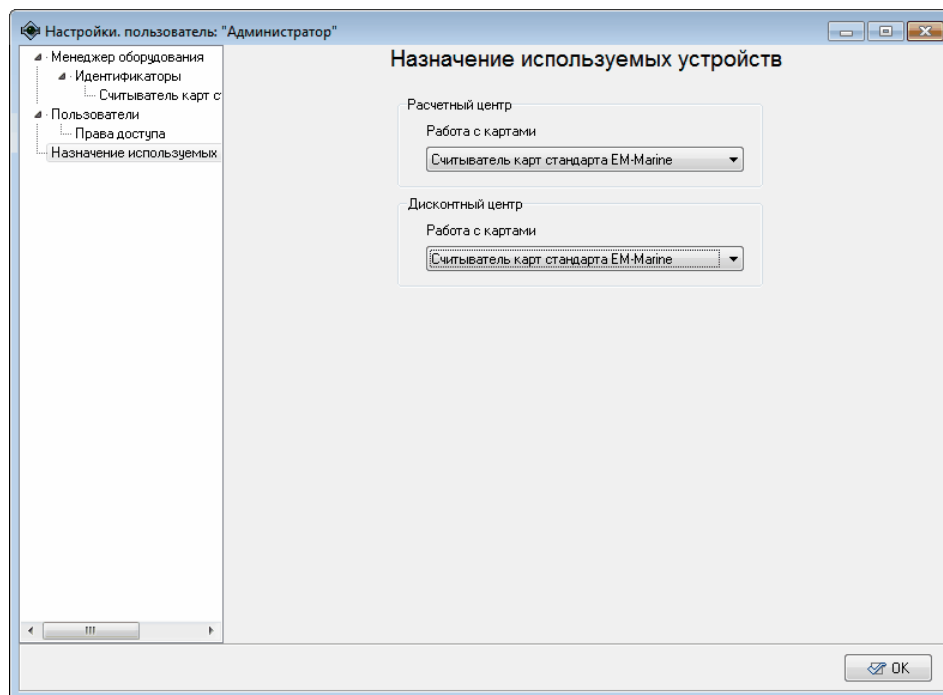 Настройки. пользователь: "Администратор"
Менеджер оборудования
Идентификаторы
Считыватель карт с
Пользователи
Права доступа
Назначение используемых
Назначение используемых устройств
Расчетный центр
Работа с картами
Считыватель карт стандарта EM-Marine
Дисконтный центр
Работа с картами
Считыватель карт стандарта EM-Marine
OK